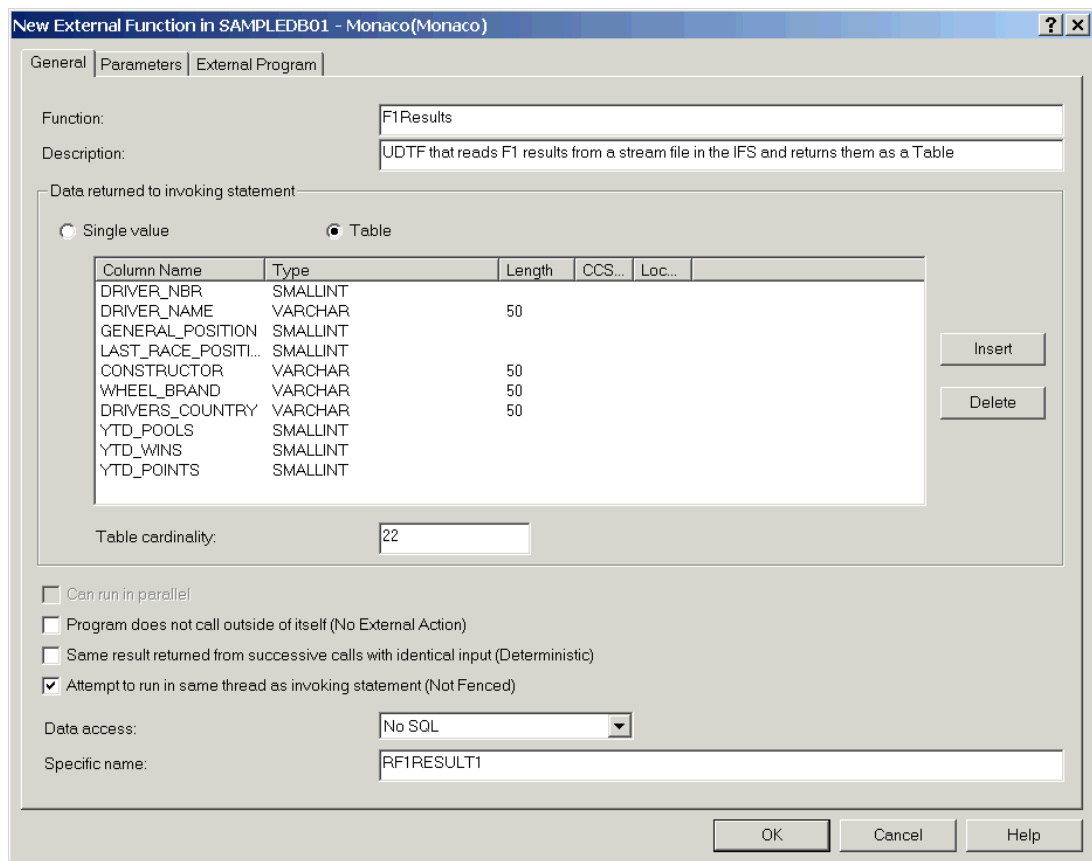 New External Function in SAMPLEDB01 - Monaco(Monaco)
General Parameters External Program
Function: F1Results
Description: UDTF that reads F1 results from a stream file in the IFS and returns them as a Table
Data returned to invoking statement
Single value Table
Column Name Type Length CCS... Loc...
DRIVER_NBR SMALLINT
DRIVER_NAME VARCHAR 50
GENERAL_POSITION SMALLINT
LAST_RACE_POSITI... SMALLINT
CONSTRUCTOR VARCHAR 50
WHEEL_BRAND VARCHAR 50
DRIVERS_COUNTRY VARCHAR 50
YTD_POOLS SMALLINT
YTD_WINS SMALLINT
YTD_POINTS SMALLINT
Insert
Delete
Table cardinality: 22
Can run in parallel
Program does not call outside of itself (No External Action)
Same result returned from successive calls with identical input (Deterministic)
Attempt to run in same thread as invoking statement (Not Fenced)
Data access: No SQL
Specific name: RF1RESULT1
OK Cancel Help